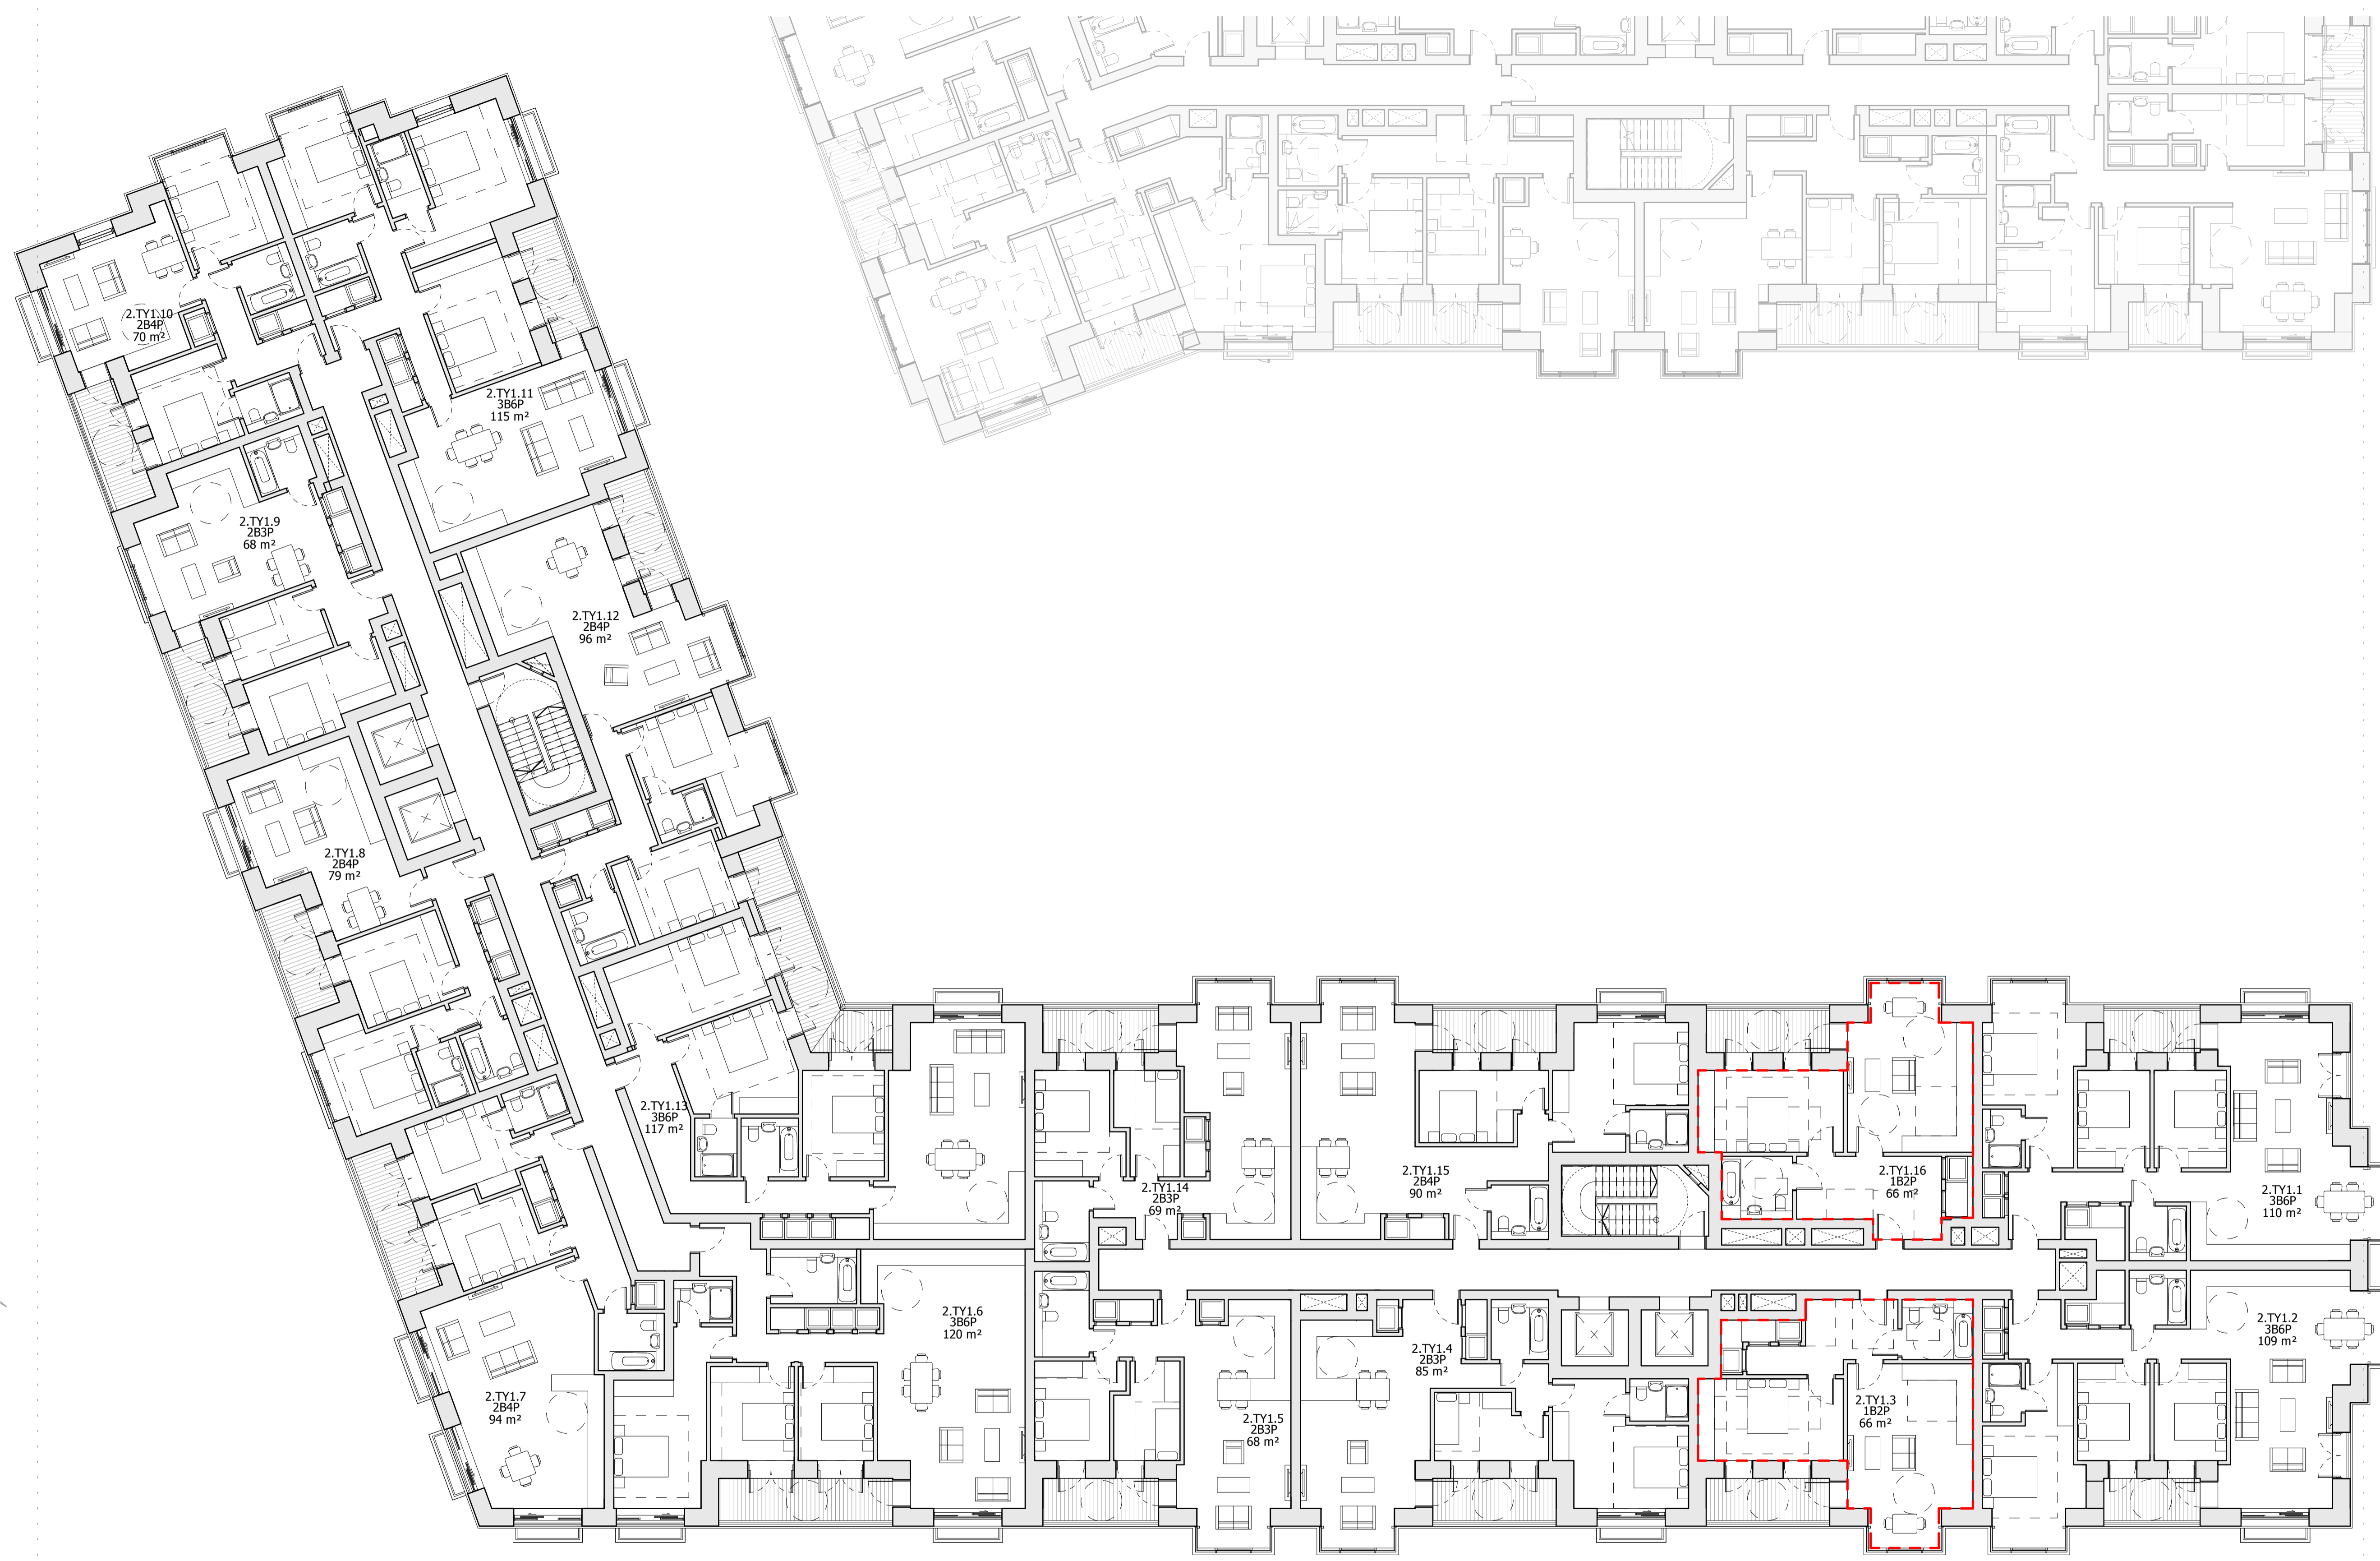 2.TY1.10
2B4P
70 m²
2.TY1.11
3B6P
115 m²
2.TY1.9
2B3P
68 m²
2.TY1.12
2B4P
96 m²
2.TY1.8
2B4P
79 m²
2.TY1.13
3B6P
117 m²
2.TY1.14
2B3P
69 m²
2.TY1.15
2B4P
90 m²
2.TY1.16
1B2P
66 m²
2.TY1.1
3B6P
110 m²
2.TY1.7
2B4P
94 m²
2.TY1.6
3B6P
120 m²
2.TY1.5
2B3P
68 m²
2.TY1.4
2B3P
85 m²
2.TY1.3
1B2P
66 m²
2.TY1.2
3B6P
109 m²